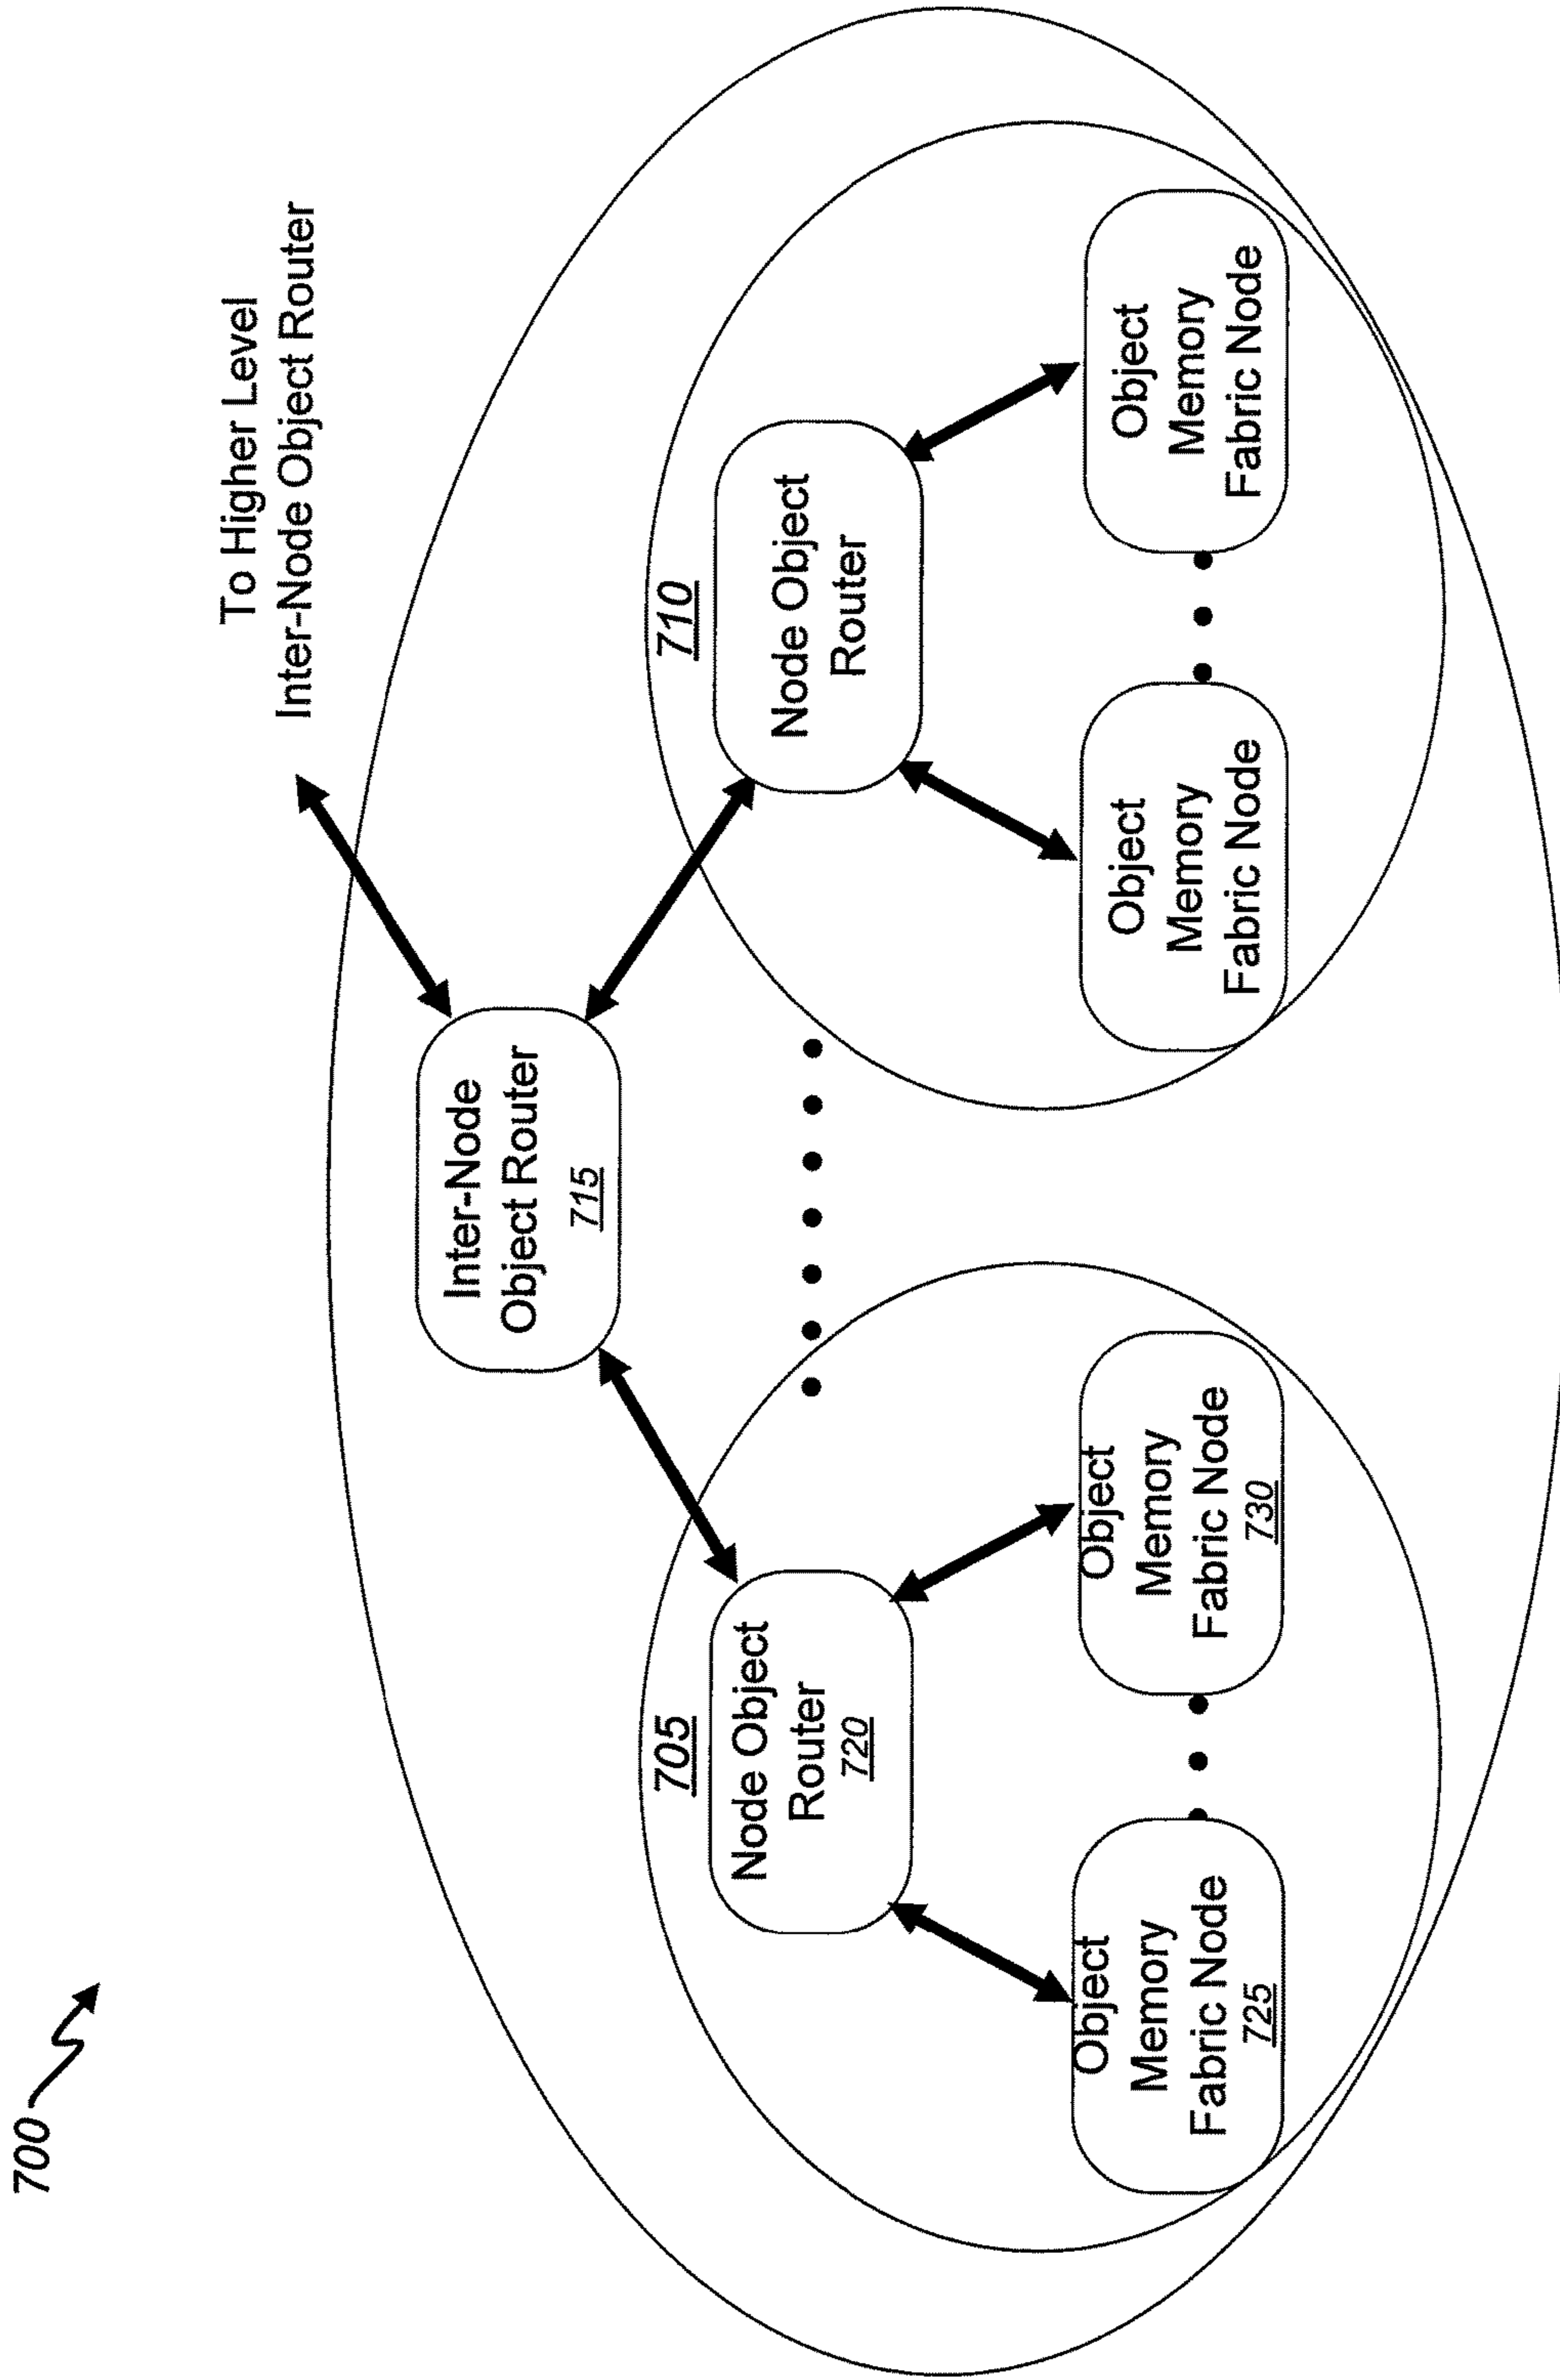 700
To Higher Level
Inter-Node Object Router
Inter-Node
Object Router
715
705
Node Object
Router
720
710
Node Object
Router
Object
Memory
Fabric Node
725
Object
Memory
Fabric Node
730
Object
Memory
Fabric Node
Object
Memory
Fabric Node